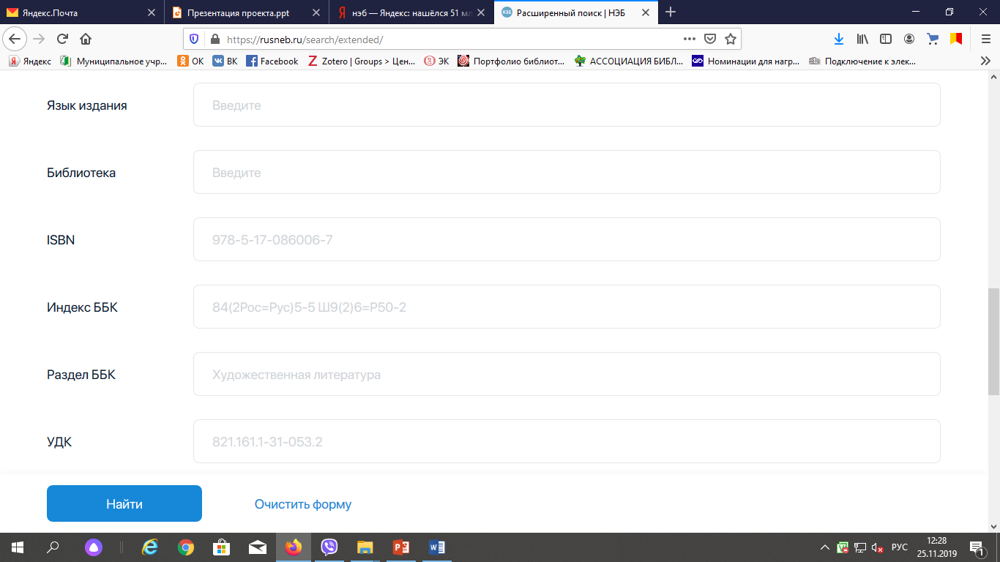 Яндекс.Почта
Презентация проекта.ppt
нэб — Яндекс: нашёлся 51 мл
Расширенный поиск | НЭБ
https://rusneb.ru/search/extended/
Яндекс
Муниципальное учр...
ОК
ВК
Facebook
Zotero | Groups > Цен...
ЭК
Портфолио библиот...
АССОЦИАЦИЯ БИБЛ...
Номинации для нагр...
Подключение к элек...
Язык издания
Введите
Библиотека
Введите
ISBN
978-5-17-086006-7
Индекс ББК
84(2Рос=Рус)5-5 Ш9(2)6=Р50-2
Раздел ББК
Художественная литература
УДК
821.161.1-31-053.2
Найти
Очистить форму
РУС
12:28
25.11.2019
1